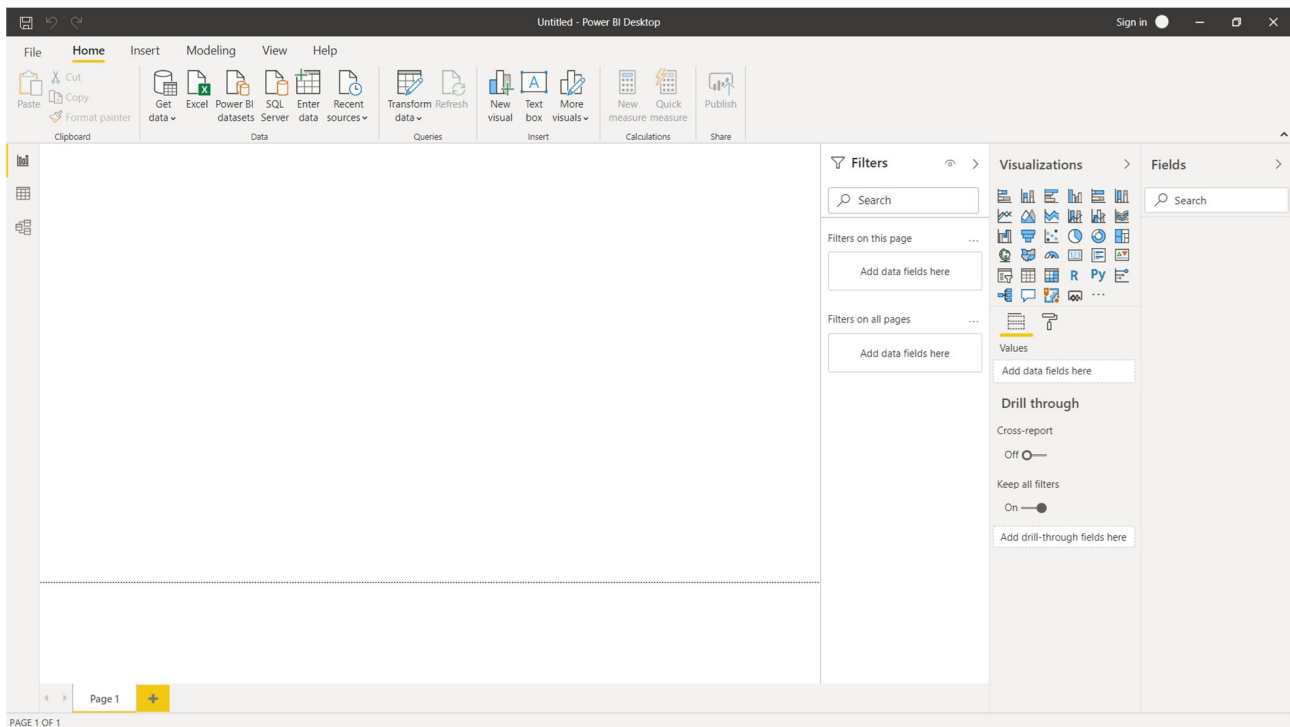 Untitled - Power BI Desktop
Sign in
File Home Insert Modeling View Help
Paste
Cut
Copy
Format painter
Clipboard
Get data
Excel
Power BI datasets
SQL Server
Enter data
Recent sources
Data
Transform data
Refresh
Queries
New visual
Text box
More visuals
Insert
New measure
Quick measure
Calculations
Publish
Share
Filters
Search
Filters on this page
...
Add data fields here
Filters on all pages
...
Add data fields here
Visualizations
123
R
Py
...
Values
Add data fields here
Drill through
Cross-report
Off
Keep all filters
On
Add drill-through fields here
Fields
Search
Page 1
+
PAGE 1 OF 1